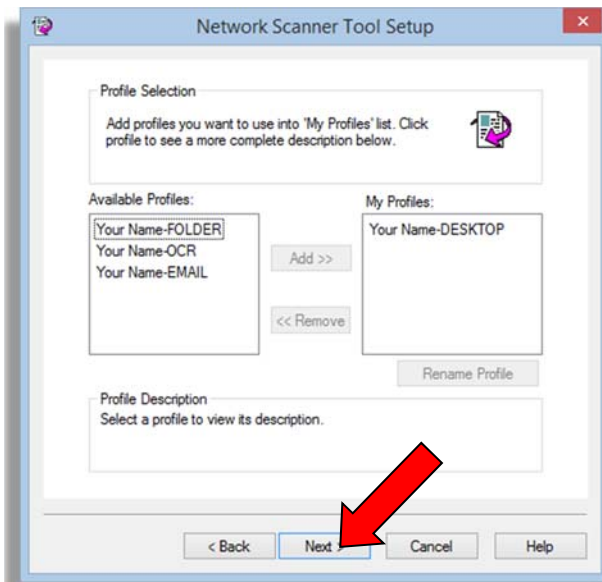 Network Scanner Tool Setup
Profile Selection
Add profiles you want to use into 'My Profiles' list. Click
profile to see a more complete description below.
Available Profiles:
My Profiles:
Your Name-FOLDER
Your Name-OCR
Your Name-EMAIL
Your Name-DESKTOP
Add >>
<< Remove
Rename Profile
Profile Description
Select a profile to view its description.
< Back
Next >
Cancel
Help